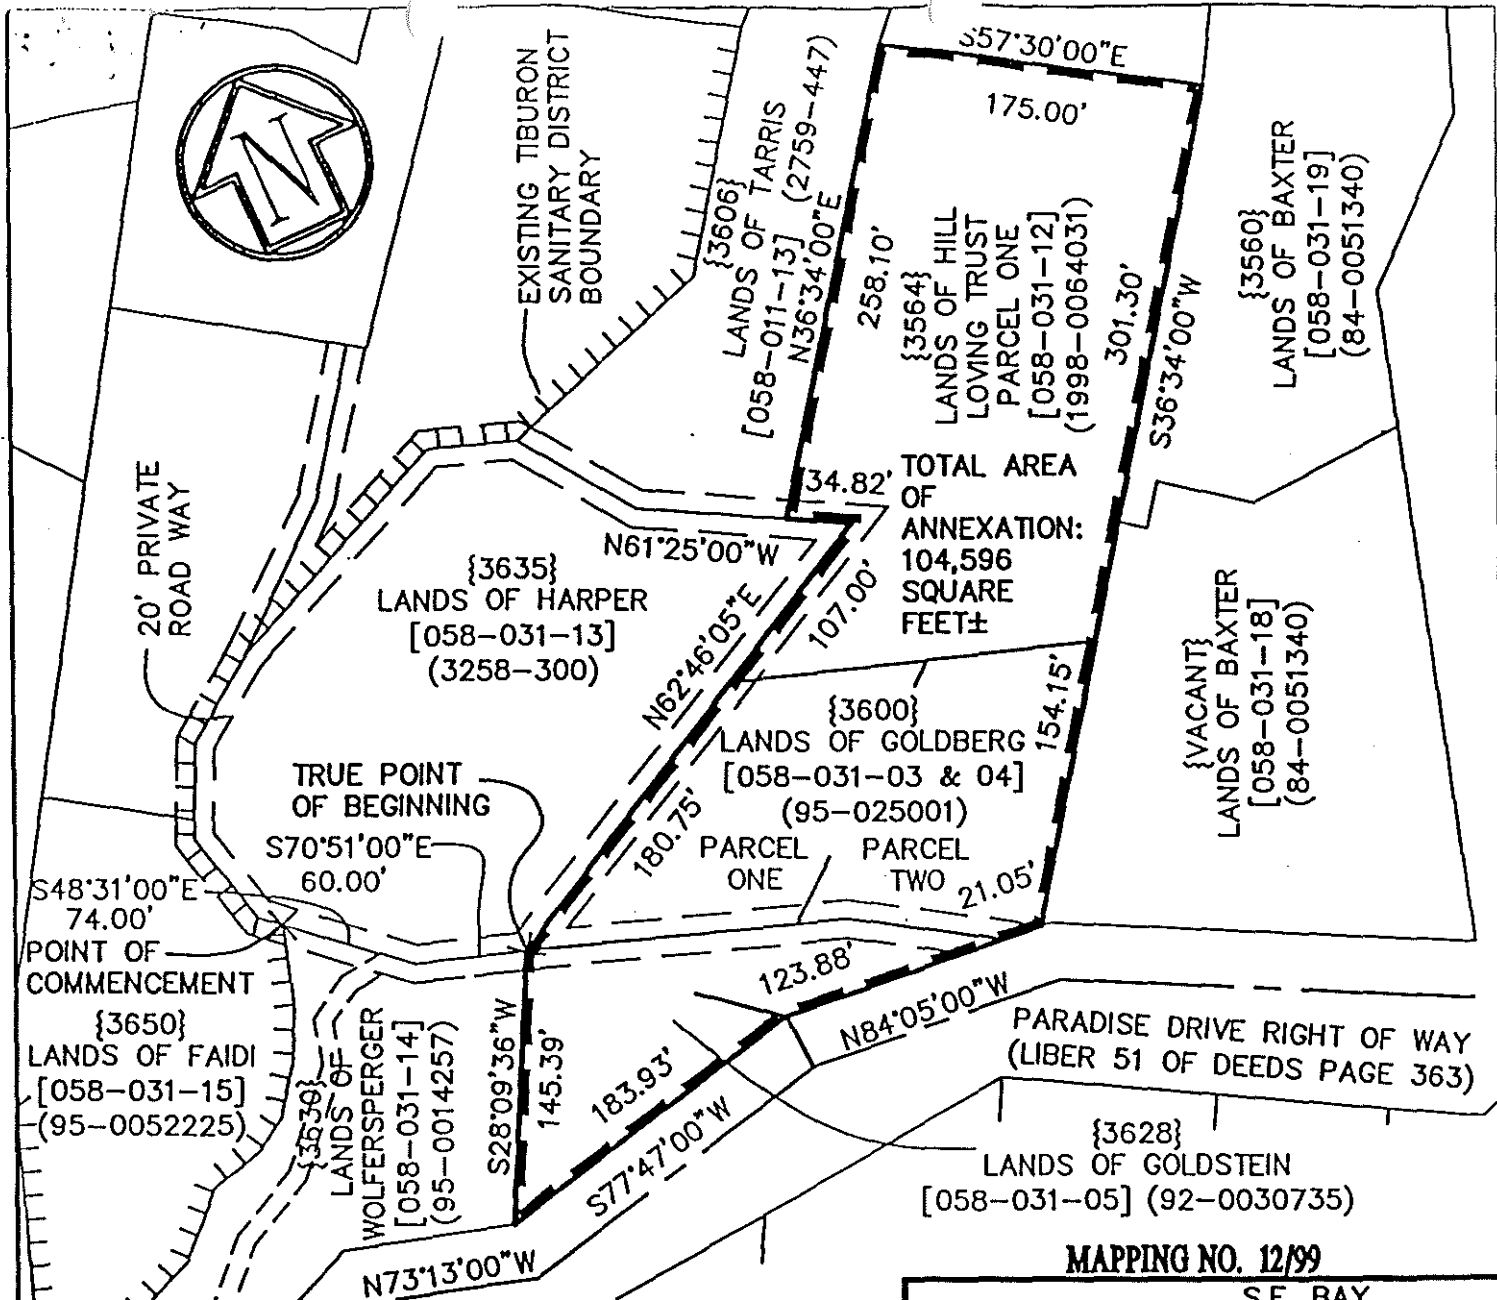 S57°30'00"E
175.00'
N
EXISTING TIBURON
SANITARY DISTRICT
BOUNDARY
{3606}
LANDS OF TARRIS
[058-011-13] (2759-447)
N36°34'00"E
258.10'
{3564}
LANDS OF HILL
LOVING TRUST
PARCEL ONE
[058-031-12]
(1998-0064031)
301.30'
S36°34'00"W
{3560}
LANDS OF BAXTER
[058-031-19]
(84-0051340)
20' PRIVATE
ROAD WAY
34.82'
TOTAL AREA
OF
ANNEXATION:
104,596
SQUARE
FEET±
N61°25'00"W
{3635}
LANDS OF HARPER
[058-031-13]
(3258-300)
N62°46'05"E
107.00'
{VACANT}
LANDS OF BAXTER
[058-031-18]
(84-0051340)
{3600}
LANDS OF GOLDBERG
[058-031-03 & 04]
(95-025001)
154.15'
TRUE POINT
OF BEGINNING
180.75'
PARCEL
ONE
PARCEL
TWO
21.05'
S70°51'00"E
60.00'
S48°31'00"E
74.00'
POINT OF
COMMENCEMENT
{3650}
LANDS OF FAIDI
[058-031-15]
(95-0052225)
{3630}
LANDS OF
WOLFERSPERGER
[058-031-14]
(95-0014257)
S28°09'36"W
145.39'
123.88'
183.93'
N84°05'00"W
S77°47'00"W
PARADISE DRIVE RIGHT OF WAY
(LIBER 51 OF DEEDS PAGE 363)
{3628}
LANDS OF GOLDSTEIN
[058-031-05] (92-0030735)
N73°13'00"W
MAPPING NO. 12/99
S.F. BAY